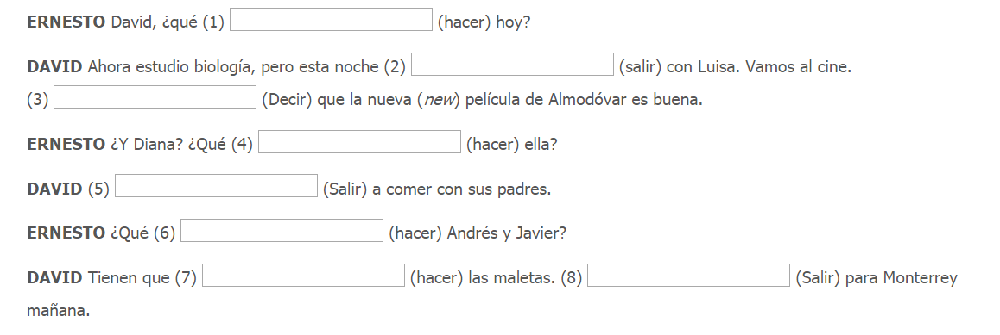 ERNESTO David, ¿qué (1) (hacer) hoy?
DAVID Ahora estudio biología, pero esta noche (2) (salir) con Luisa. Vamos al cine.
(3) (Decir) que la nueva (new) película de Almodóvar es buena.
ERNESTO ¿Y Diana? ¿Qué (4) (hacer) ella?
DAVID (5) (Salir) a comer con sus padres.
ERNESTO ¿Qué (6) (hacer) Andrés y Javier?
DAVID Tienen que (7) (hacer) las maletas. (8) (Salir) para Monterrey
mañana.